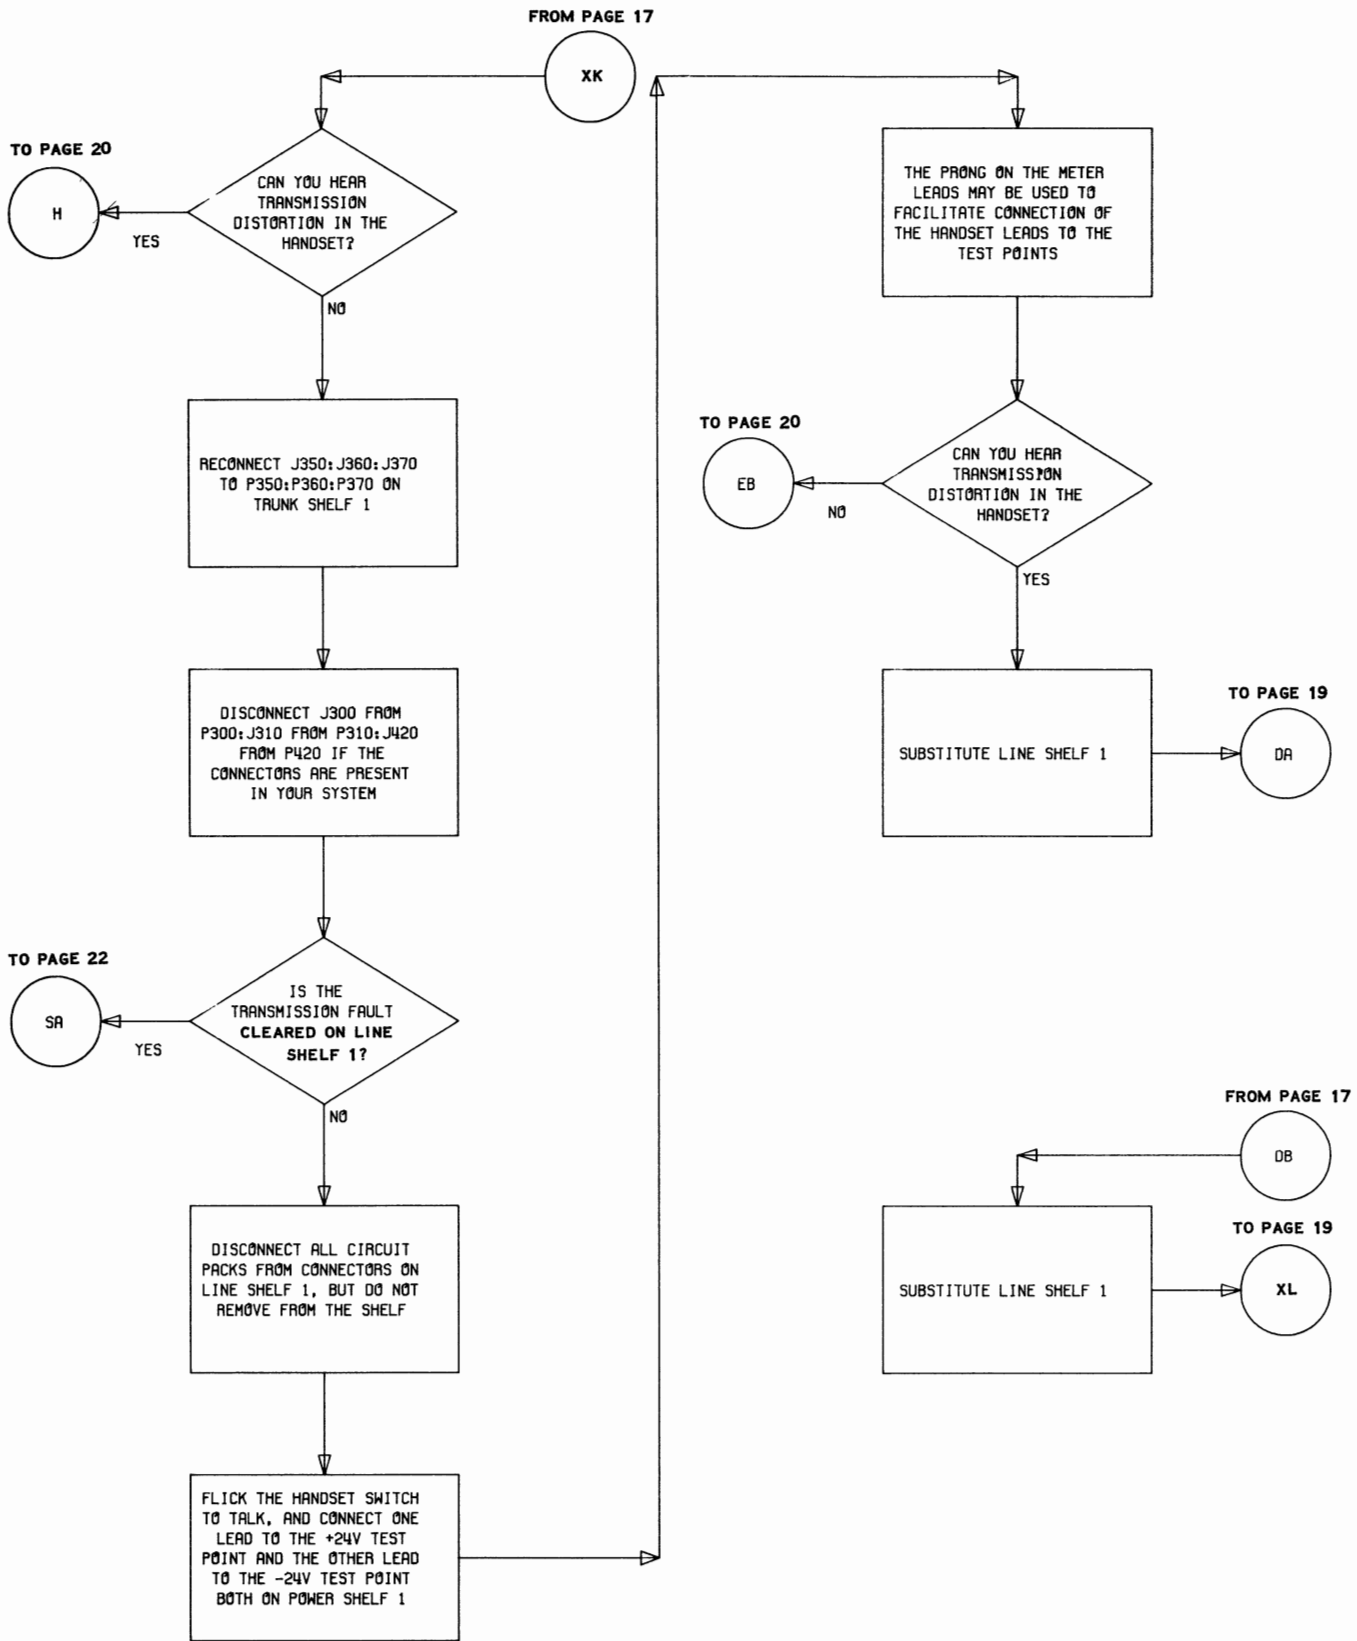 FROM PAGE 17
XK
TO PAGE 20
H
YES
CAN YOU HEAR
TRANSMISSION
DISTORTION IN THE
HANDSET?
NO
RECONNECT J350:J360:J370
TO P350:P360:P370 ON
TRUNK SHELF 1
DISCONNECT J300 FROM
P300:J310 FROM P310:J420
FROM P420 IF THE
CONNECTORS ARE PRESENT
IN YOUR SYSTEM
TO PAGE 22
SA
YES
IS THE
TRANSMISSION FAULT
CLEARED ON LINE
SHELF 1?
NO
DISCONNECT ALL CIRCUIT
PACKS FROM CONNECTORS ON
LINE SHELF 1, BUT DO NOT
REMOVE FROM THE SHELF
FLICK THE HANDSET SWITCH
TO TALK, AND CONNECT ONE
LEAD TO THE +24V TEST
POINT AND THE OTHER LEAD
TO THE -24V TEST POINT
BOTH ON POWER SHELF 1
THE PRONG ON THE METER
LEADS MAY BE USED TO
FACILITATE CONNECTION OF
THE HANDSET LEADS TO THE
TEST POINTS
TO PAGE 20
EB
NO
CAN YOU HEAR
TRANSMISSION
DISTORTION IN THE
HANDSET?
YES
SUBSTITUTE LINE SHELF 1
TO PAGE 19
DA
FROM PAGE 17
DB
SUBSTITUTE LINE SHELF 1
TO PAGE 19
XL